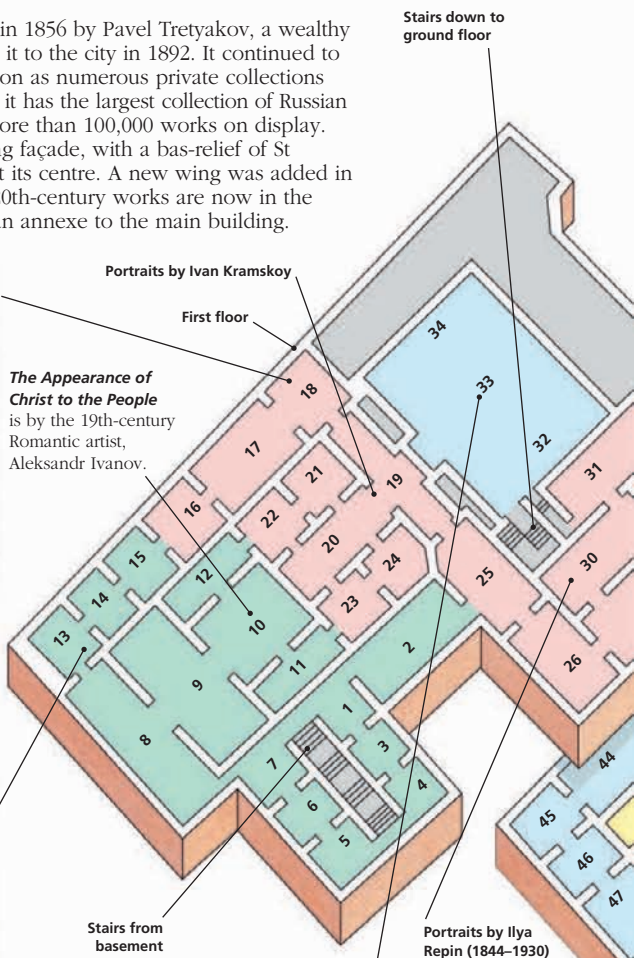 in 1856 by Pavel Tretyakov, a wealthy
it to the city in 1892. It continued to
on as numerous private collections
it has the largest collection of Russian
ore than 100,000 works on display.
ng façade, with a bas-relief of St
t its centre. A new wing was added in
20th-century works are now in the
an annexe to the main building.
Stairs down to
ground floor
Portraits by Ivan Kramskoy
First floor
The Appearance of
Christ to the People
is by the 19th-century
Romantic artist,
Aleksandr Ivanov.
34
33
32
31
30
18
17
16
21
22
19
20
24
23
25
26
15
14
13
12
10
11
9
8
2
1
3
4
7
6
5
44
45
46
47
Stairs from
basement
Portraits by Ilya
Repin (1844–1930)